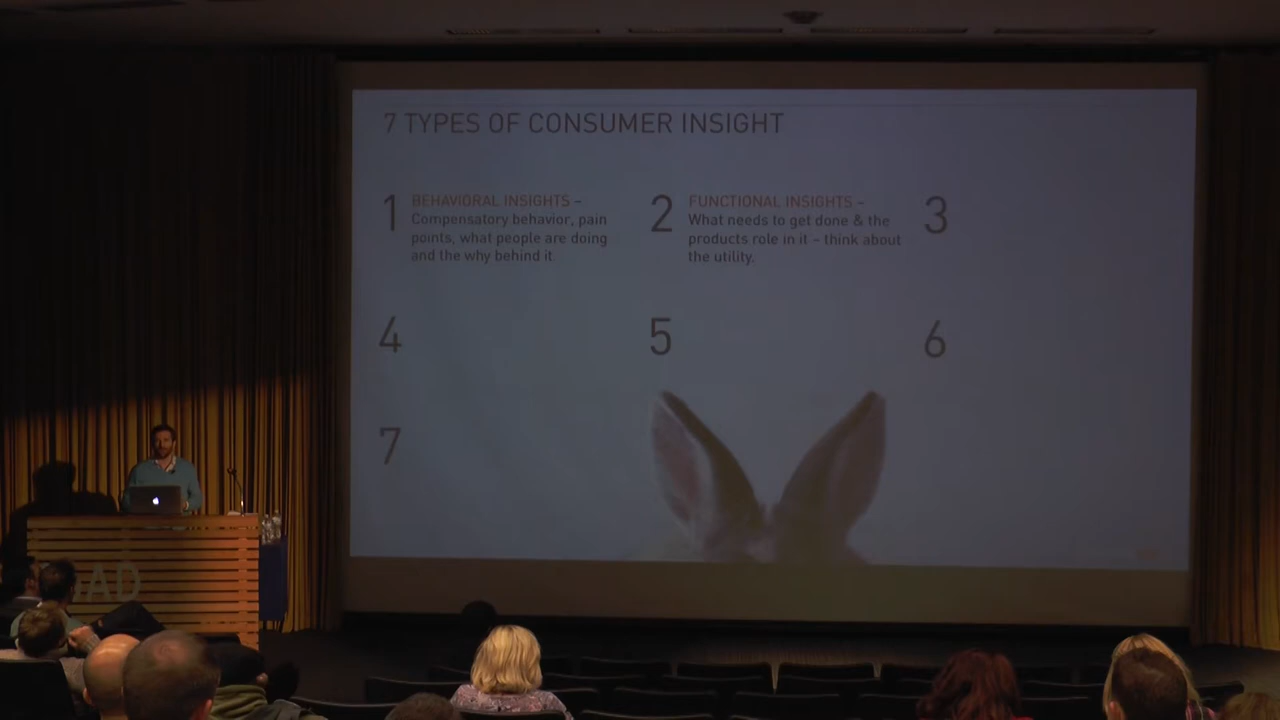 7 TYPES OF CONSUMER INSIGHT
1
BEHAVIORAL INSIGHTS –
Compensatory behavior, pain
points, what people are doing
and the why behind it.
2
FUNCTIONAL INSIGHTS –
What needs to get done & the
products role in it – think about
the utility.
3
4
5
6
7
AD